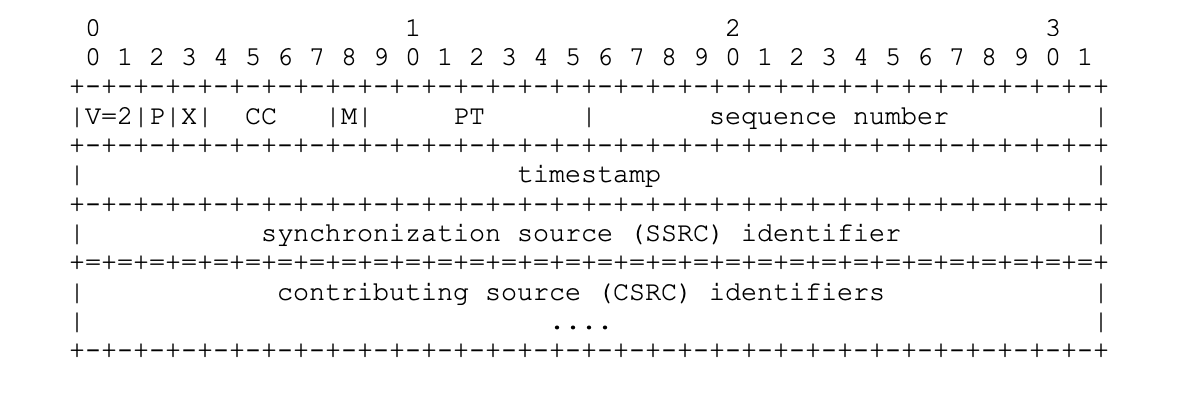 0                   1                   2                   3
 0 1 2 3 4 5 6 7 8 9 0 1 2 3 4 5 6 7 8 9 0 1 2 3 4 5 6 7 8 9 0 1
+-+-+-+-+-+-+-+-+-+-+-+-+-+-+-+-+-+-+-+-+-+-+-+-+-+-+-+-+-+-+-+-+
|V=2|P|X|  CC   |M|     PT      |       sequence number         |
+-+-+-+-+-+-+-+-+-+-+-+-+-+-+-+-+-+-+-+-+-+-+-+-+-+-+-+-+-+-+-+-+
|                           timestamp                           |
+-+-+-+-+-+-+-+-+-+-+-+-+-+-+-+-+-+-+-+-+-+-+-+-+-+-+-+-+-+-+-+-+
|           synchronization source (SSRC) identifier            |
+=+=+=+=+=+=+=+=+=+=+=+=+=+=+=+=+=+=+=+=+=+=+=+=+=+=+=+=+=+=+=+=+
|            contributing source (CSRC) identifiers             |
|                             ....                              |
+-+-+-+-+-+-+-+-+-+-+-+-+-+-+-+-+-+-+-+-+-+-+-+-+-+-+-+-+-+-+-+-+